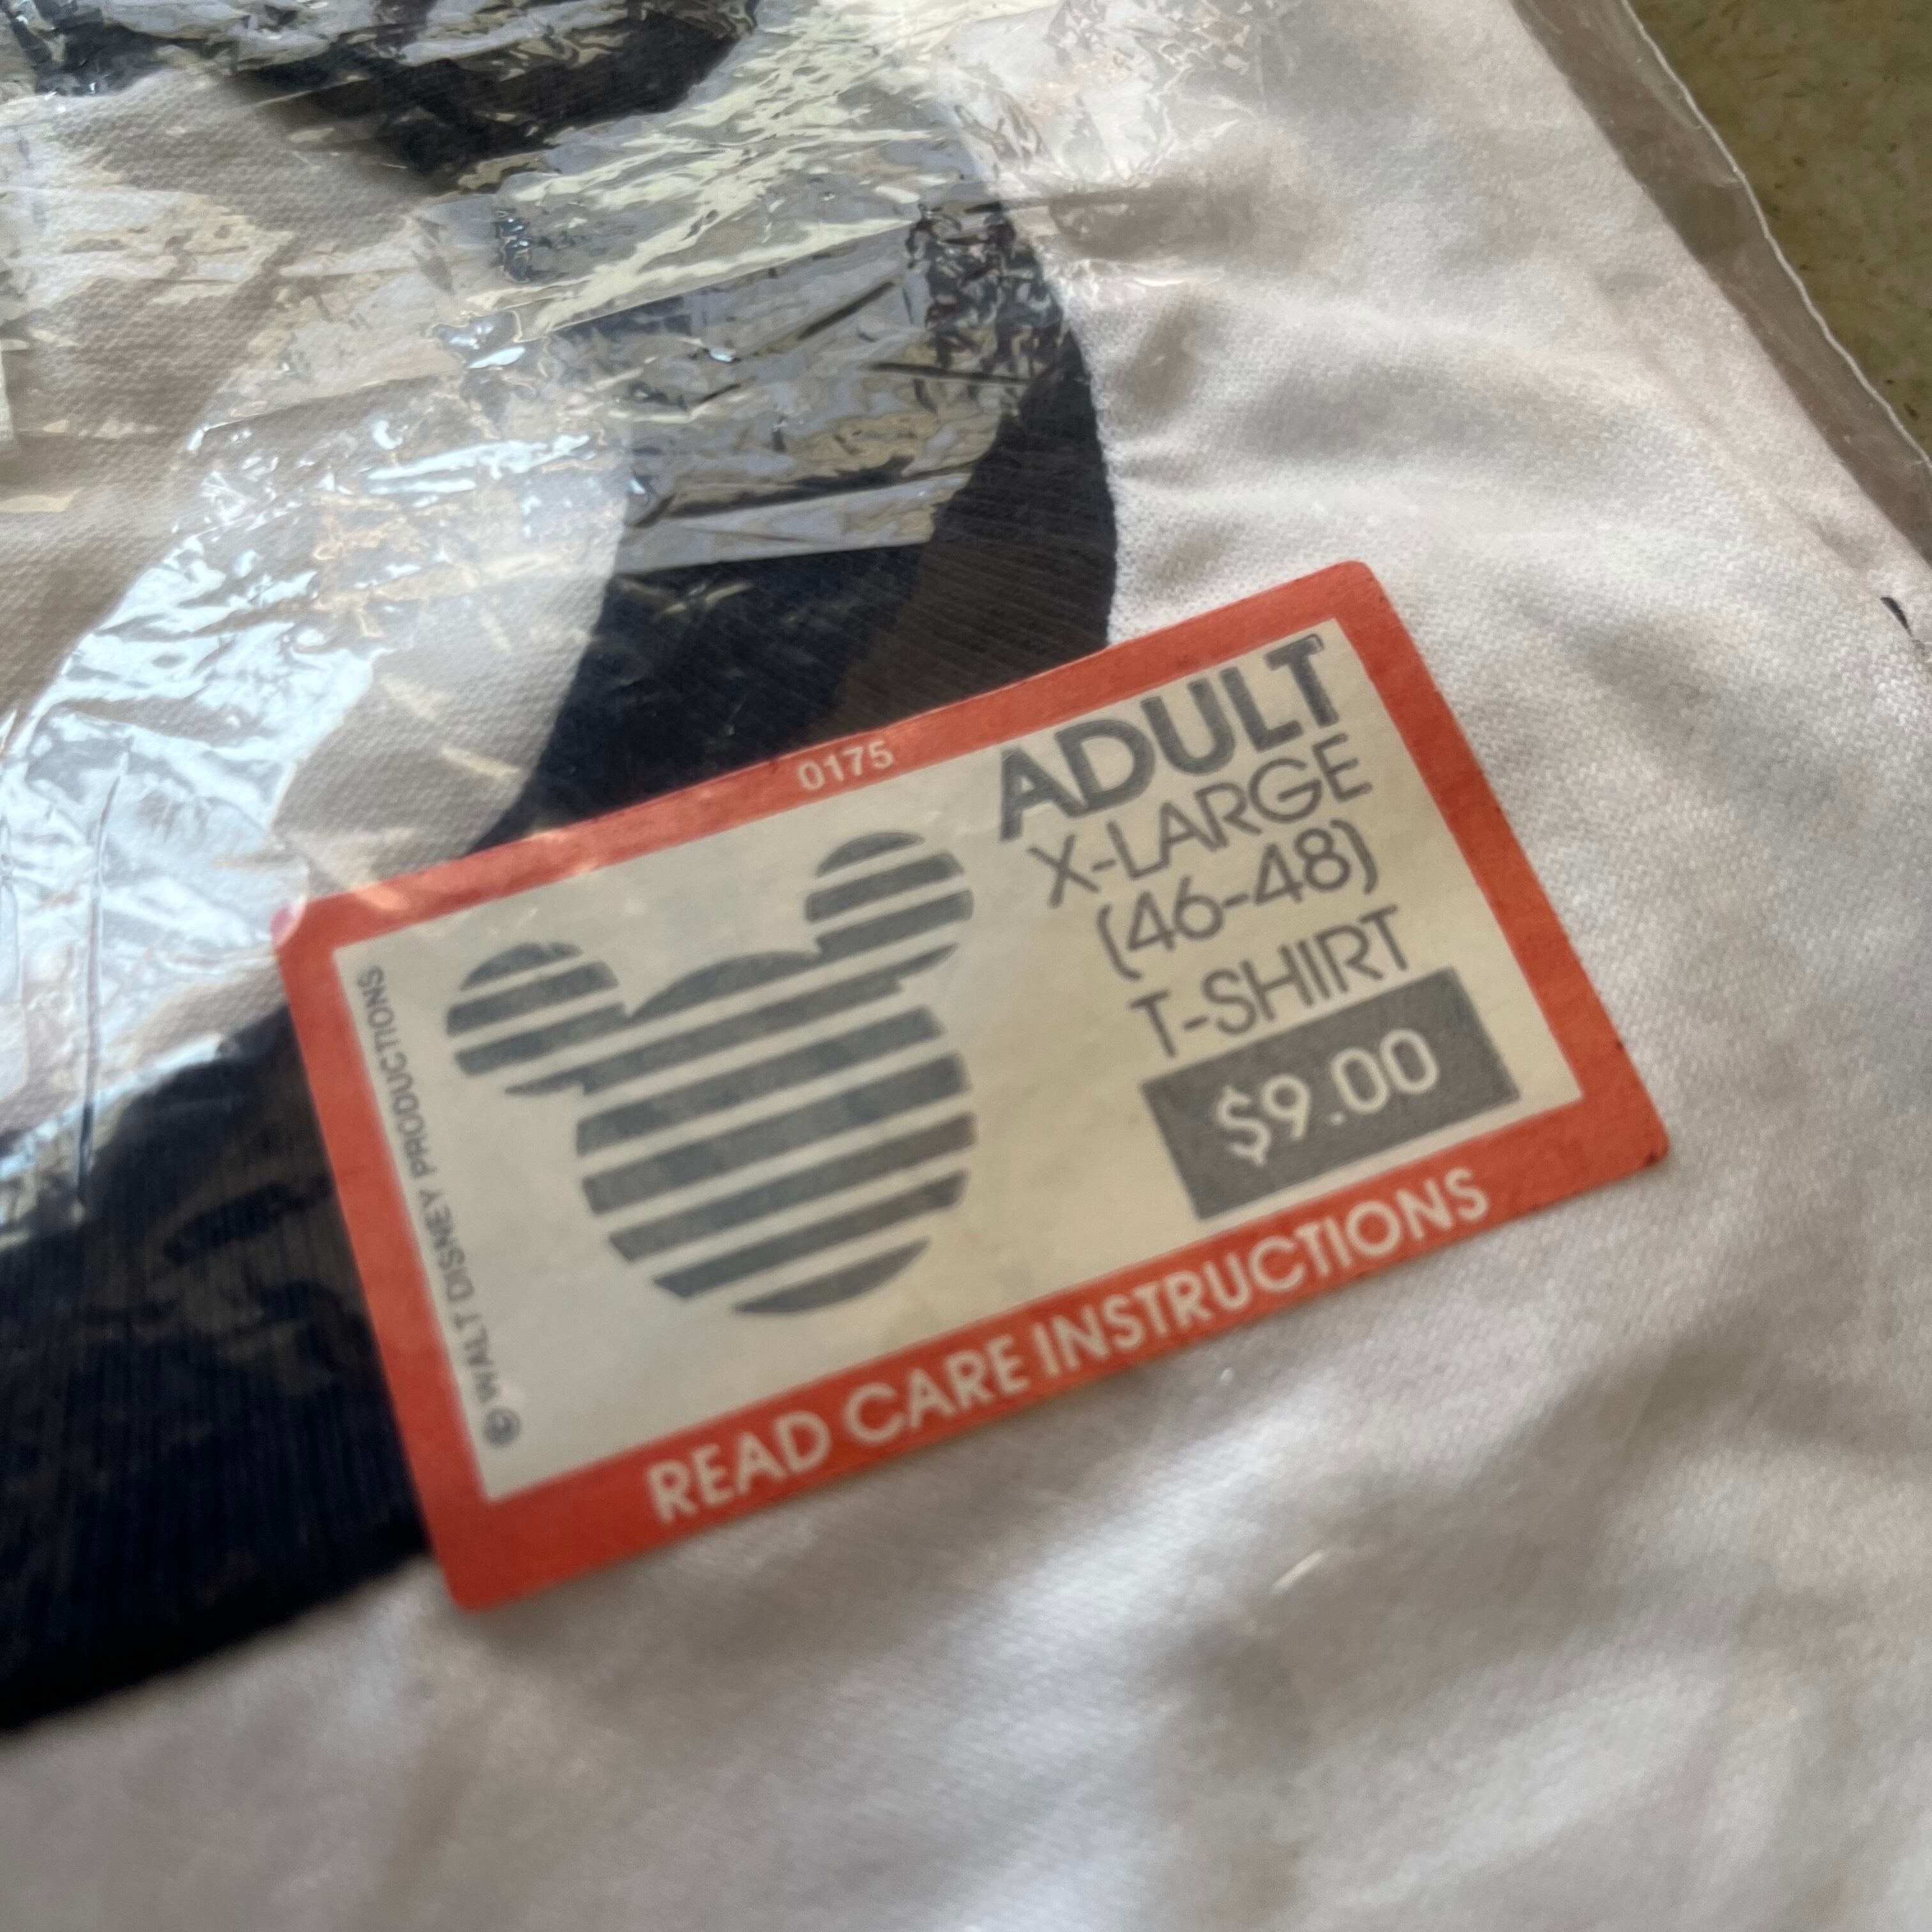 0175
ADULT
X-LARGE
(46-48)
T-SHIRT
$9.00
© WALT DISNEY PRODUCTIONS
READ CARE INSTRUCTIONS